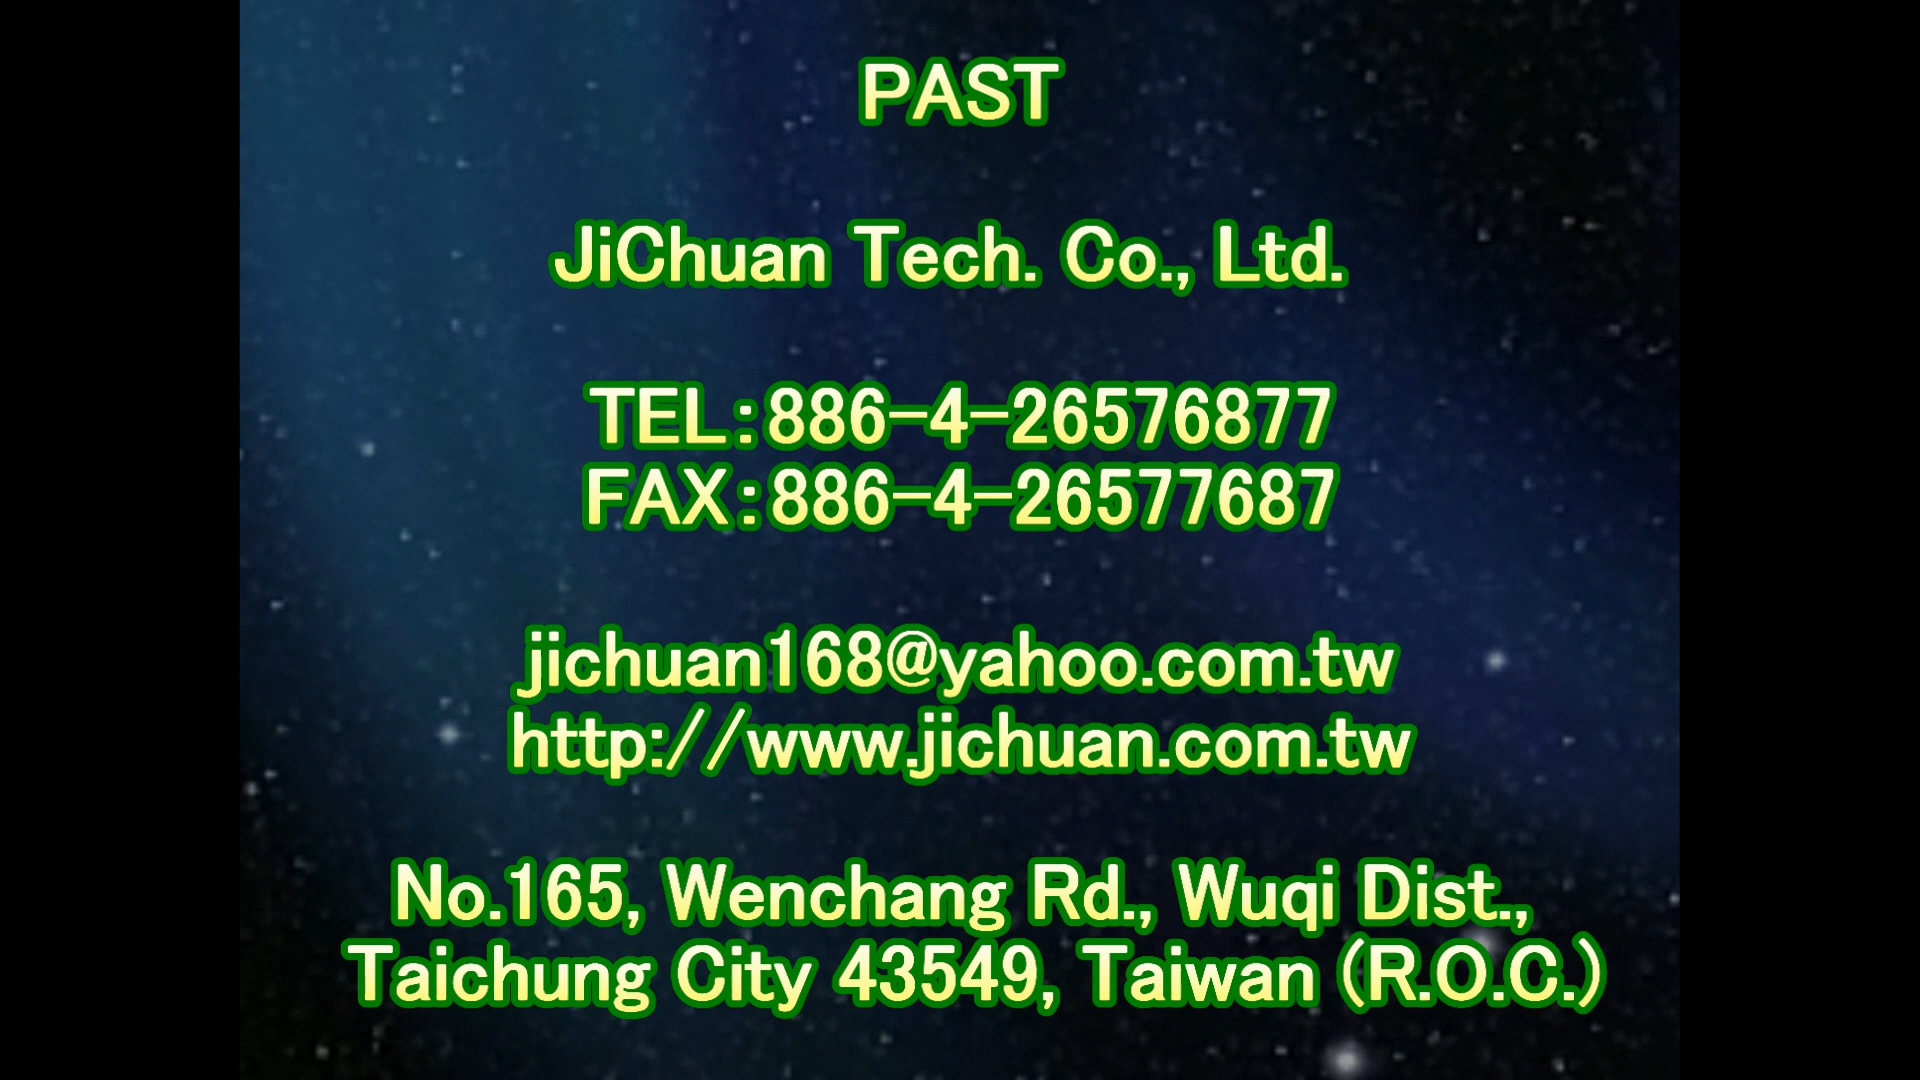 PAST
JiChuan Tech. Co., Ltd.
TEL:886-4-26576877
FAX:886-4-26577687
jichuan168@yahoo.com.tw
http://www.jichuan.com.tw
No.165, Wenchang Rd., Wuqi Dist.,
Taichung City 43549, Taiwan (R.O.C.)